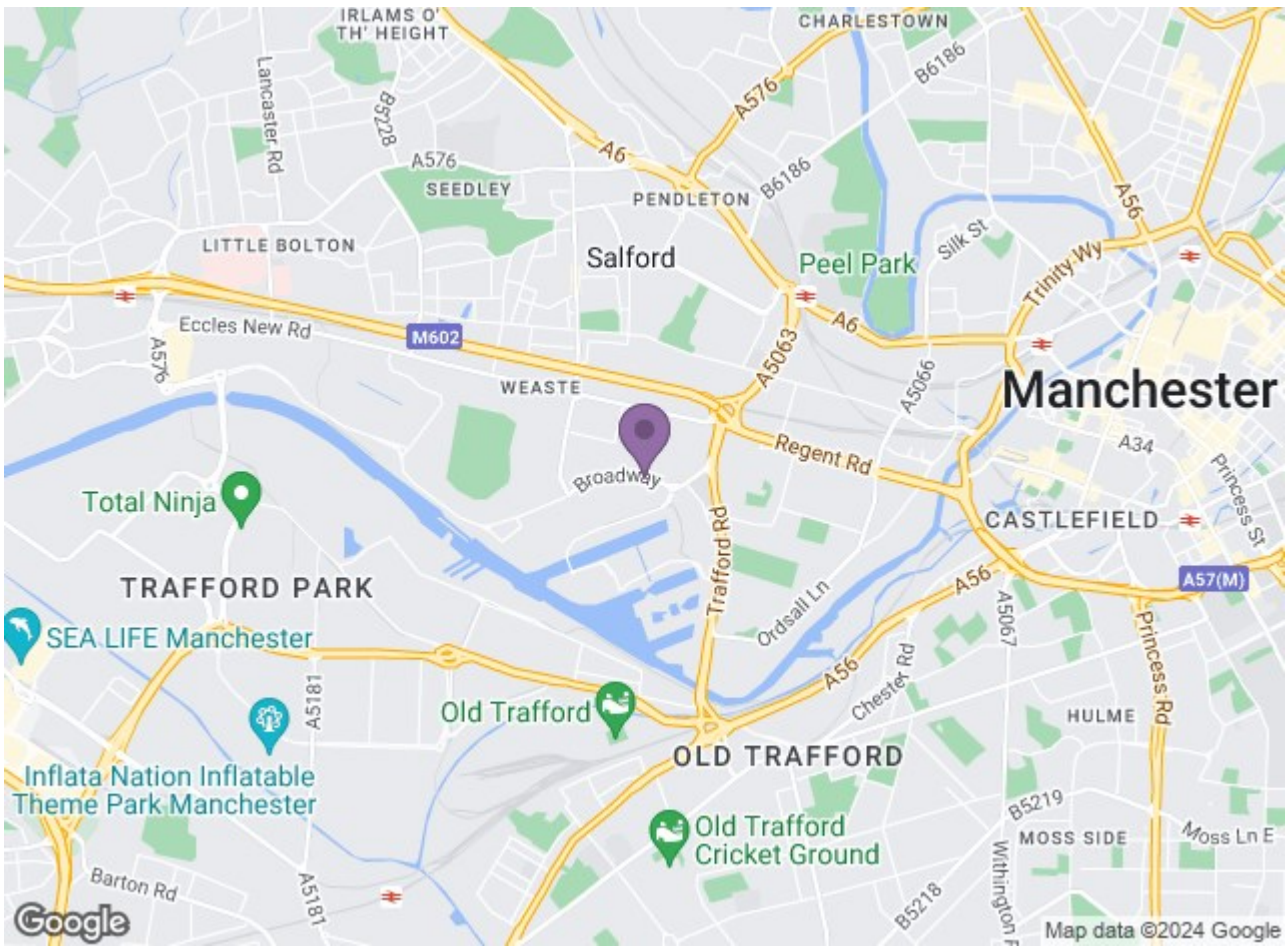 IRLAMS O'
TH' HEIGHT
CHARLESTOWN
Lancaster Rd
B5228
A576
B6186
A576
A6
B6186
SEEDLEY
PENDLETON
A56
LITTLE BOLTON
Salford
Silk St
Peel Park
Trinity Wy
Eccles New Rd
M602
A6
A576
A5063
A5066
WEASTE
Manchester
A34
Regent Rd
Princess St
Broadway
Total Ninja
CASTLEFIELD
Trafford Rd
TRAFFORD PARK
A56
A57(M)
Ordsall Ln
A5067
SEA LIFE Manchester
Princess Rd
A56
Chester Rd
A5181
Old Trafford
HULME
OLD TRAFFORD
Inflata Nation Inflatable
Theme Park Manchester
B5219
Old Trafford
Cricket Ground
MOSS SIDE
Moss Ln E
Barton Rd
A5181
B5218
Withington R
Google
Map data ©2024 Google